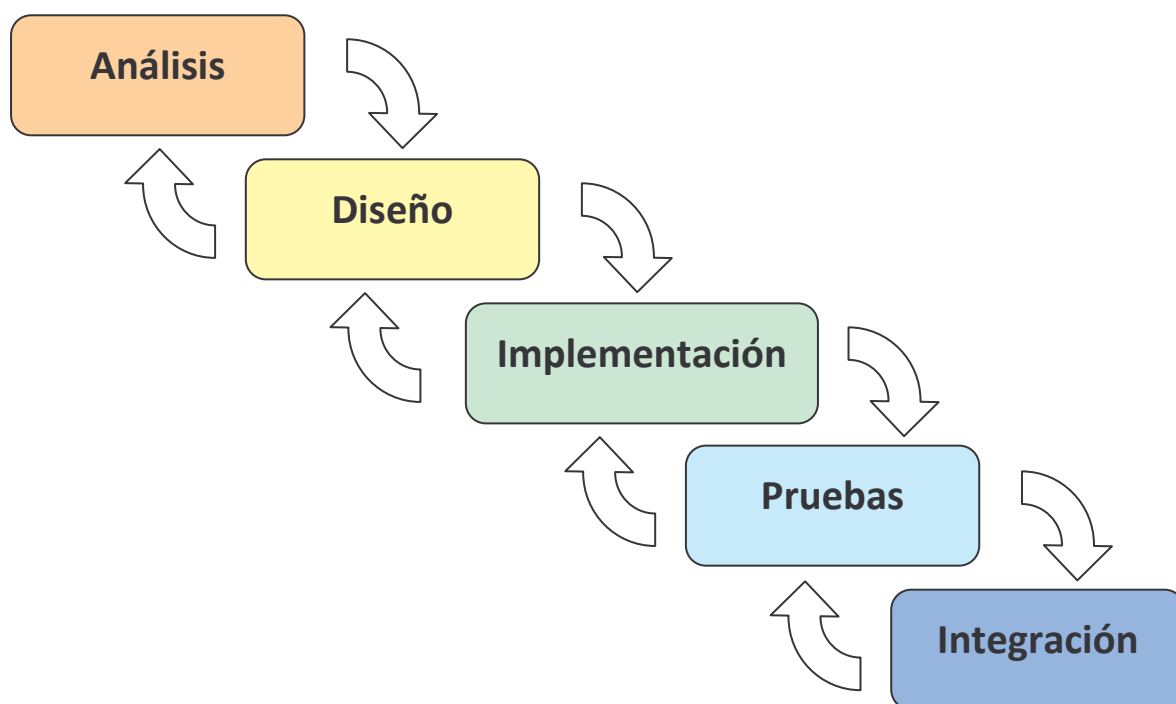 Análisis
Diseño
Implementación
Pruebas
Integración